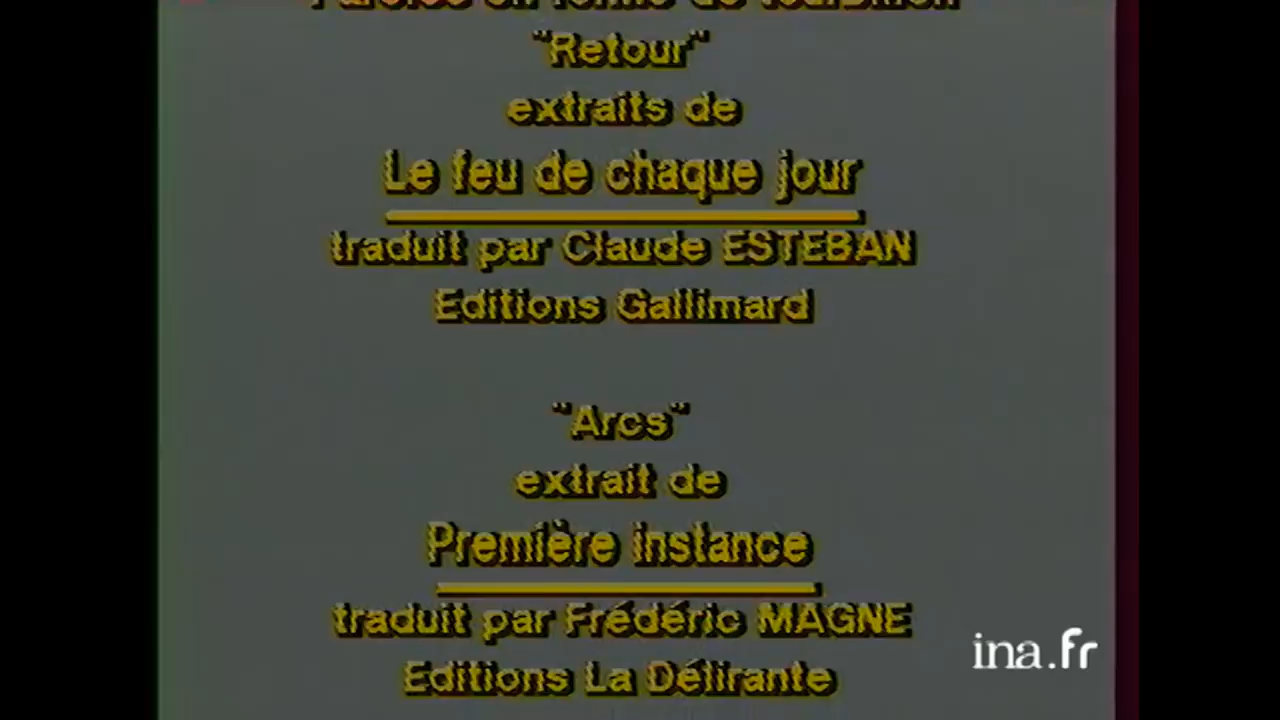 "Retour"
extraits de
Le feu de chaque jour
traduit par Claude ESTEBAN
Editions Gallimard
"Arcs"
extrait de
Première instance
traduit par Frédéric MAGNE
Editions La Délirante
ina.fr